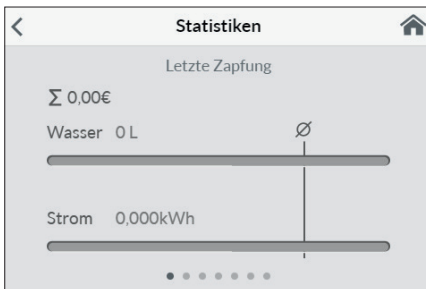 Statistiken
Letzte Zapfung
Σ 0,00€
Wasser 0 L Ø
Strom 0,000kWh